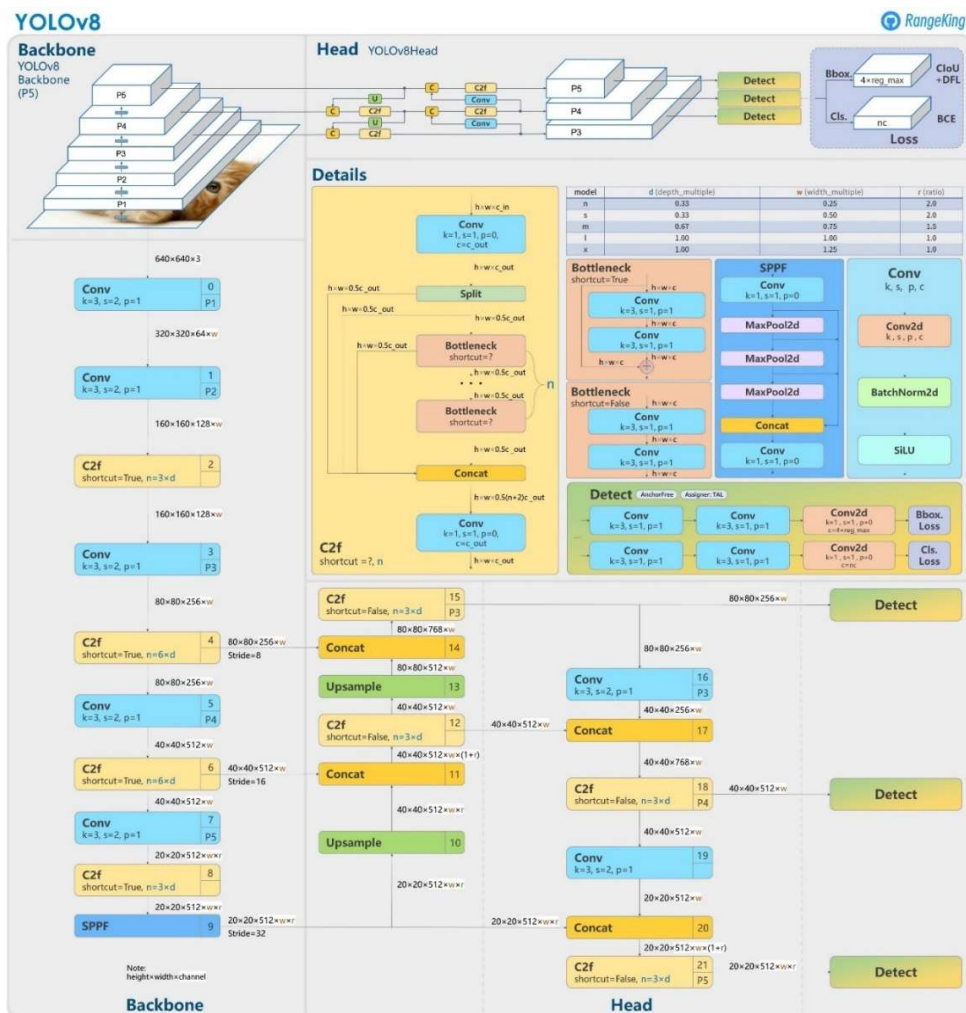 YOLOv8
RangeKing
Backbone
YOLOv8
Backbone
(P5)
P5
P4
P3
P2
P1
Head YOLOv8Head
C
U
C2f
C
C2f
Conv
C
C2f
U
C
C2f
Conv
P5
P4
P3
Detect
Detect
Detect
Bbox.
4×reg_max
CIoU
+DFL
Cls.
nc
BCE
Loss
640×640×3
Conv 0
k=3, s=2, p=1 P1
320×320×64×w
Conv 1
k=3, s=2, p=1 P2
160×160×128×w
C2f 2
shortcut=True, n=3×d
160×160×128×w
Conv 3
k=3, s=2, p=1 P3
80×80×256×w
C2f 4
shortcut=True, n=6×d
80×80×256×w
Stride=8
80×80×256×w
Conv 5
k=3, s=2, p=1 P4
40×40×512×w
C2f 6
shortcut=True, n=6×d
40×40×512×w
Stride=16
40×40×512×w
Conv 7
k=3, s=2, p=1 P5
20×20×512×w×r
C2f 8
shortcut=True, n=3×d
20×20×512×w×r
SPPF 9
20×20×512×w×r
Stride=32
Note:
height×width×channel
Backbone
Details
h×w×c_in
Conv
k=1, s=1, p=0,
c=c_out
h×w×c_out
h×w×0.5c_out
Split
h×w×0.5c_out
h×w×0.5c_out
h×w×0.5c_out
Bottleneck
shortcut=?
h×w×0.5c_out
• • •
n
h×w×0.5c_out
Bottleneck
shortcut=?
h×w×0.5c_out
Concat
h×w×0.5(n+2)c_out
Conv
k=1, s=1, p=0,
c=c_out
C2f
shortcut =?, n
h×w×c_out
model d (depth_multiple) w (width_multiple) r (ratio)
n 0.33 0.25 2.0
s 0.33 0.50 2.0
m 0.67 0.75 1.5
l 1.00 1.00 1.0
x 1.00 1.25 1.0
Bottleneck
shortcut=True
h×w×c
Conv
k=3, s=1, p=1
h×w×c
Conv
k=3, s=1, p=1
h×w×c
+
h×w×c
Bottleneck
shortcut=False
h×w×c
Conv
k=3, s=1, p=1
h×w×c
Conv
k=3, s=1, p=1
h×w×c
SPPF
Conv
k=1, s=1, p=0
MaxPool2d
MaxPool2d
MaxPool2d
Concat
Conv
k=1, s=1, p=0
Conv
k, s, p, c
Conv2d
k, s, p, c
BatchNorm2d
SiLU
Detect AnchorFree Assigner: TAL
Conv
k=3, s=1, p=1
Conv
k=3, s=1, p=1
Conv2d
k=1, s=1, p=0
c=4×reg_max
Bbox.
Loss
Conv
k=3, s=1, p=1
Conv
k=3, s=1, p=1
Conv2d
k=1, s=1, p=0
c=nc
Cls.
Loss
C2f 15
shortcut=False, n=3×d P3
80×80×256×w
Detect
80×80×768×w
Concat 14
80×80×512×w
Upsample 13
40×40×512×w
C2f 12
shortcut=False, n=3×d
40×40×512×w
40×40×512×w×(1+r)
Concat 11
40×40×512×w×r
Upsample 10
20×20×512×w×r
80×80×256×w
Conv 16
k=3, s=2, p=1 P3
40×40×256×w
Concat 17
40×40×768×w
C2f 18
shortcut=False, n=3×d P4
40×40×512×w
Detect
40×40×512×w
Conv 19
k=3, s=2, p=1
20×20×512×w
20×20×512×w×r
Concat 20
20×20×512×w×(1+r)
C2f 21
shortcut=False, n=3×d P5
20×20×512×w×r
Detect
Head